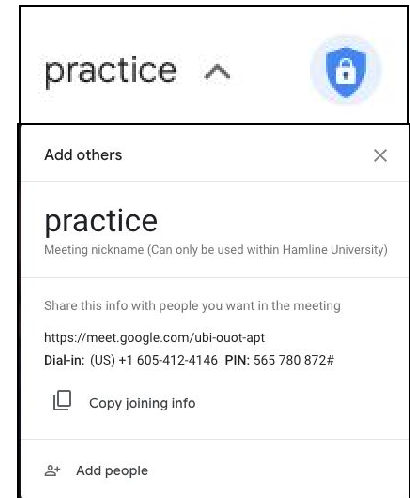 practice
Add others
practice
Meeting nickname (Can only be used within Hamline University)
Share this info with people you want in the meeting
https://meet.google.com/ubi-ouot-apt
Dial-in: (US) +1 605-412-4146 PIN: 565 780 872#
Copy joining info
Add people